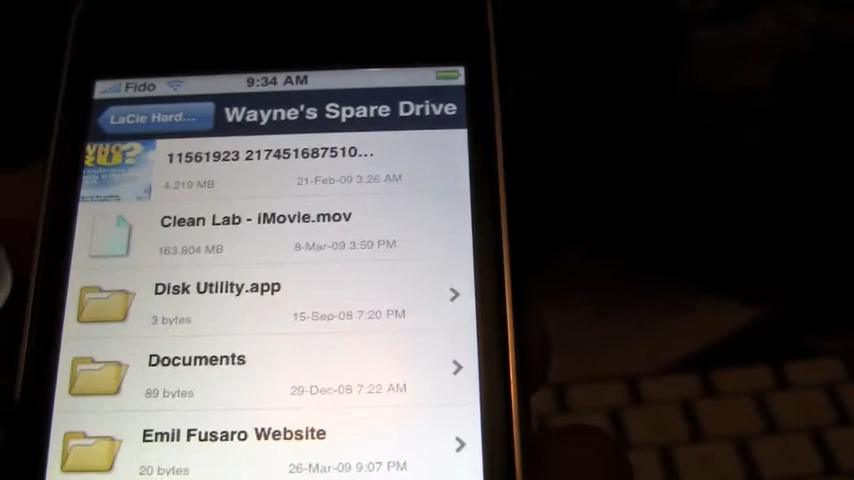 Fido 9:34 AM
LaCie Hard... Wayne's Spare Drive
WHO
R U?
11561923 217451687510...
4.219 MB 21-Feb-09 3:26 AM
Clean Lab - iMovie.mov
163.804 MB 8-Mar-09 3:59 PM
Disk Utility.app
3 bytes 15-Sep-08 7:20 PM
Documents
89 bytes 29-Dec-08 7:22 AM
Emil Fusaro Website
20 bytes 26-Mar-09 9:07 PM